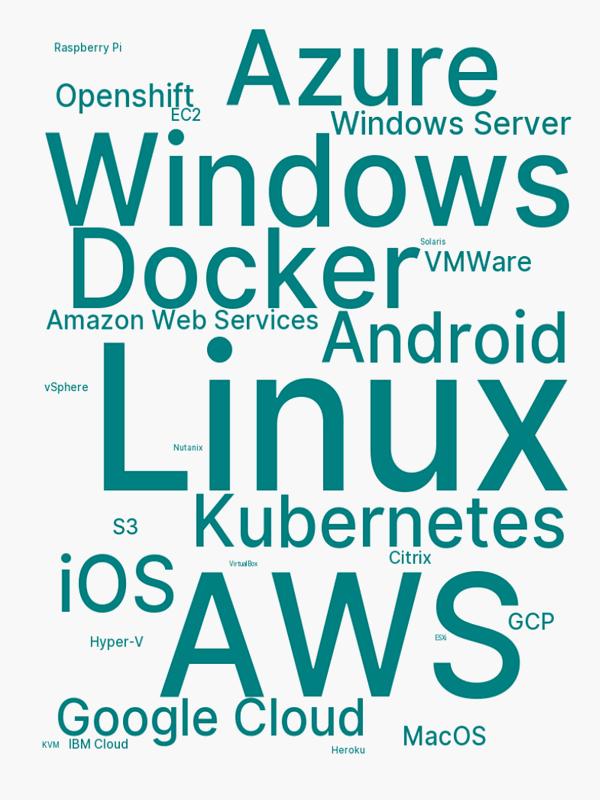 Raspberry Pi
Azure
Openshift
EC2
Windows Server
Windows
Docker
Solaris
VMWare
Amazon Web Services
Android
Linux
vSphere
Nutanix
Kubernetes
S3
iOS
VirtualBox
Citrix
AWS
GCP
Hyper-V
ESXi
Google Cloud
MacOS
KVM
IBM Cloud
Heroku